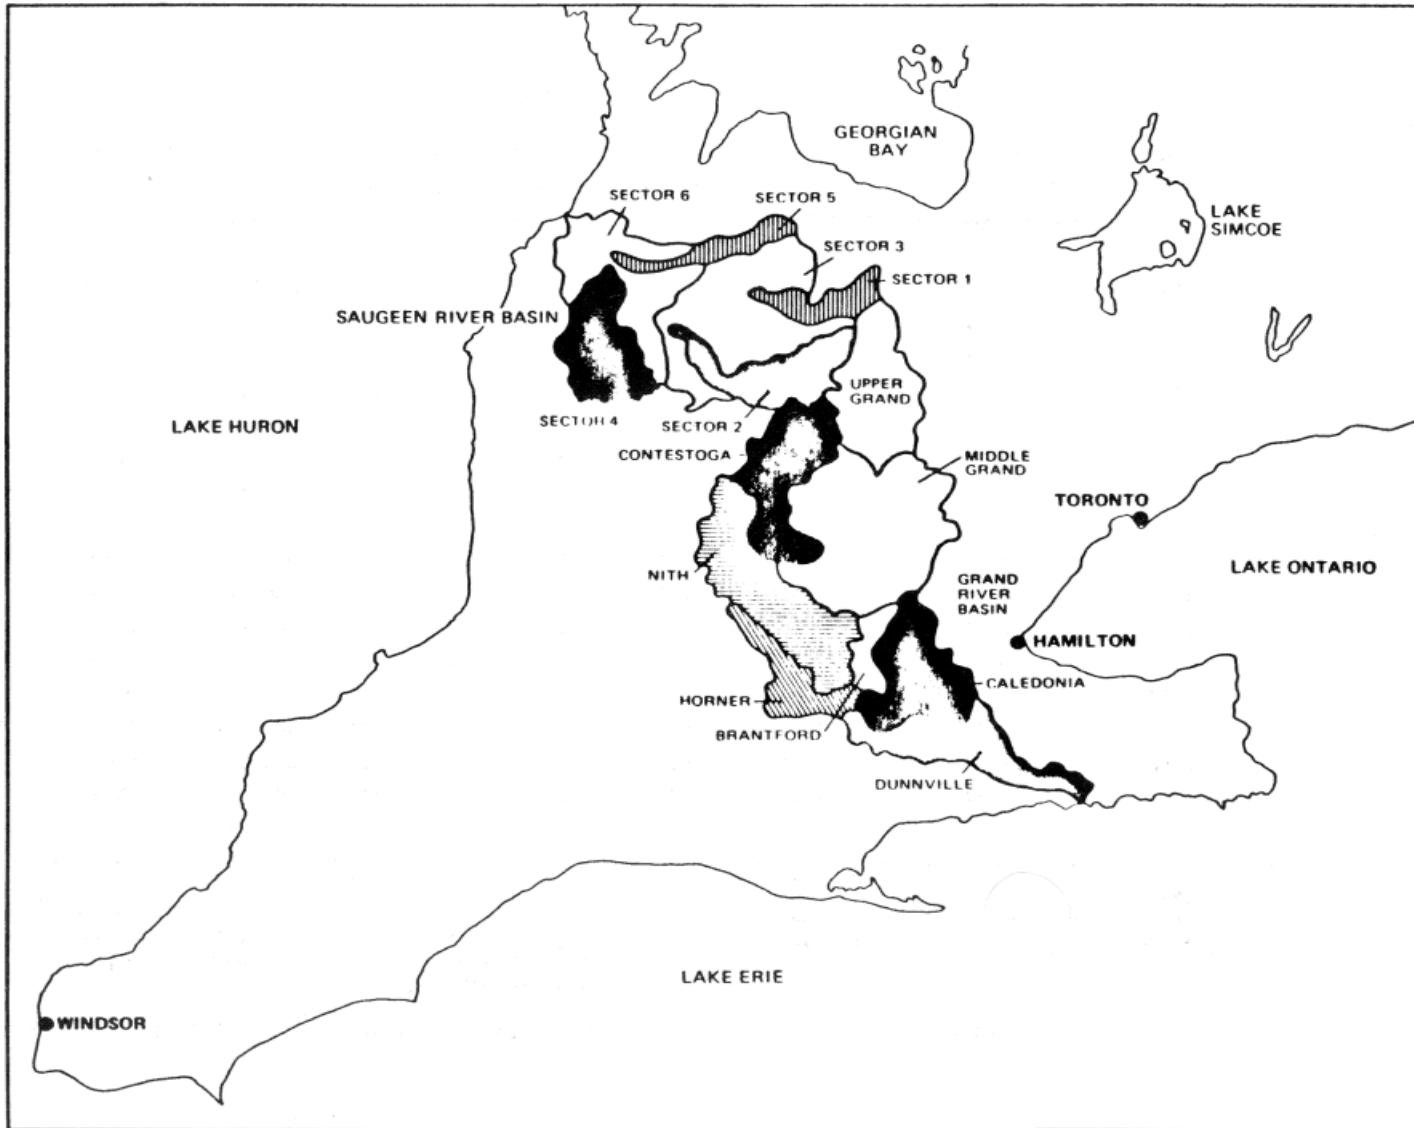 GEORGIAN
BAY
SECTOR 6
SECTOR 5
LAKE
SIMCOE
SECTOR 3
SECTOR 1
SAUGEEN RIVER BASIN
UPPER
GRAND
SECTOR 4
SECTOR 2
LAKE HURON
CONTESTOGA
MIDDLE
GRAND
TORONTO
NITH
GRAND
RIVER
BASIN
LAKE ONTARIO
HAMILTON
HORNER
CALEDONIA
BRANTFORD
DUNNVILLE
LAKE ERIE
WINDSOR